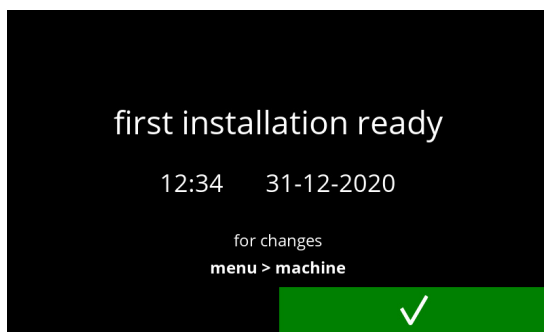 first installation ready
12:34 31-12-2020
for changes
menu > machine